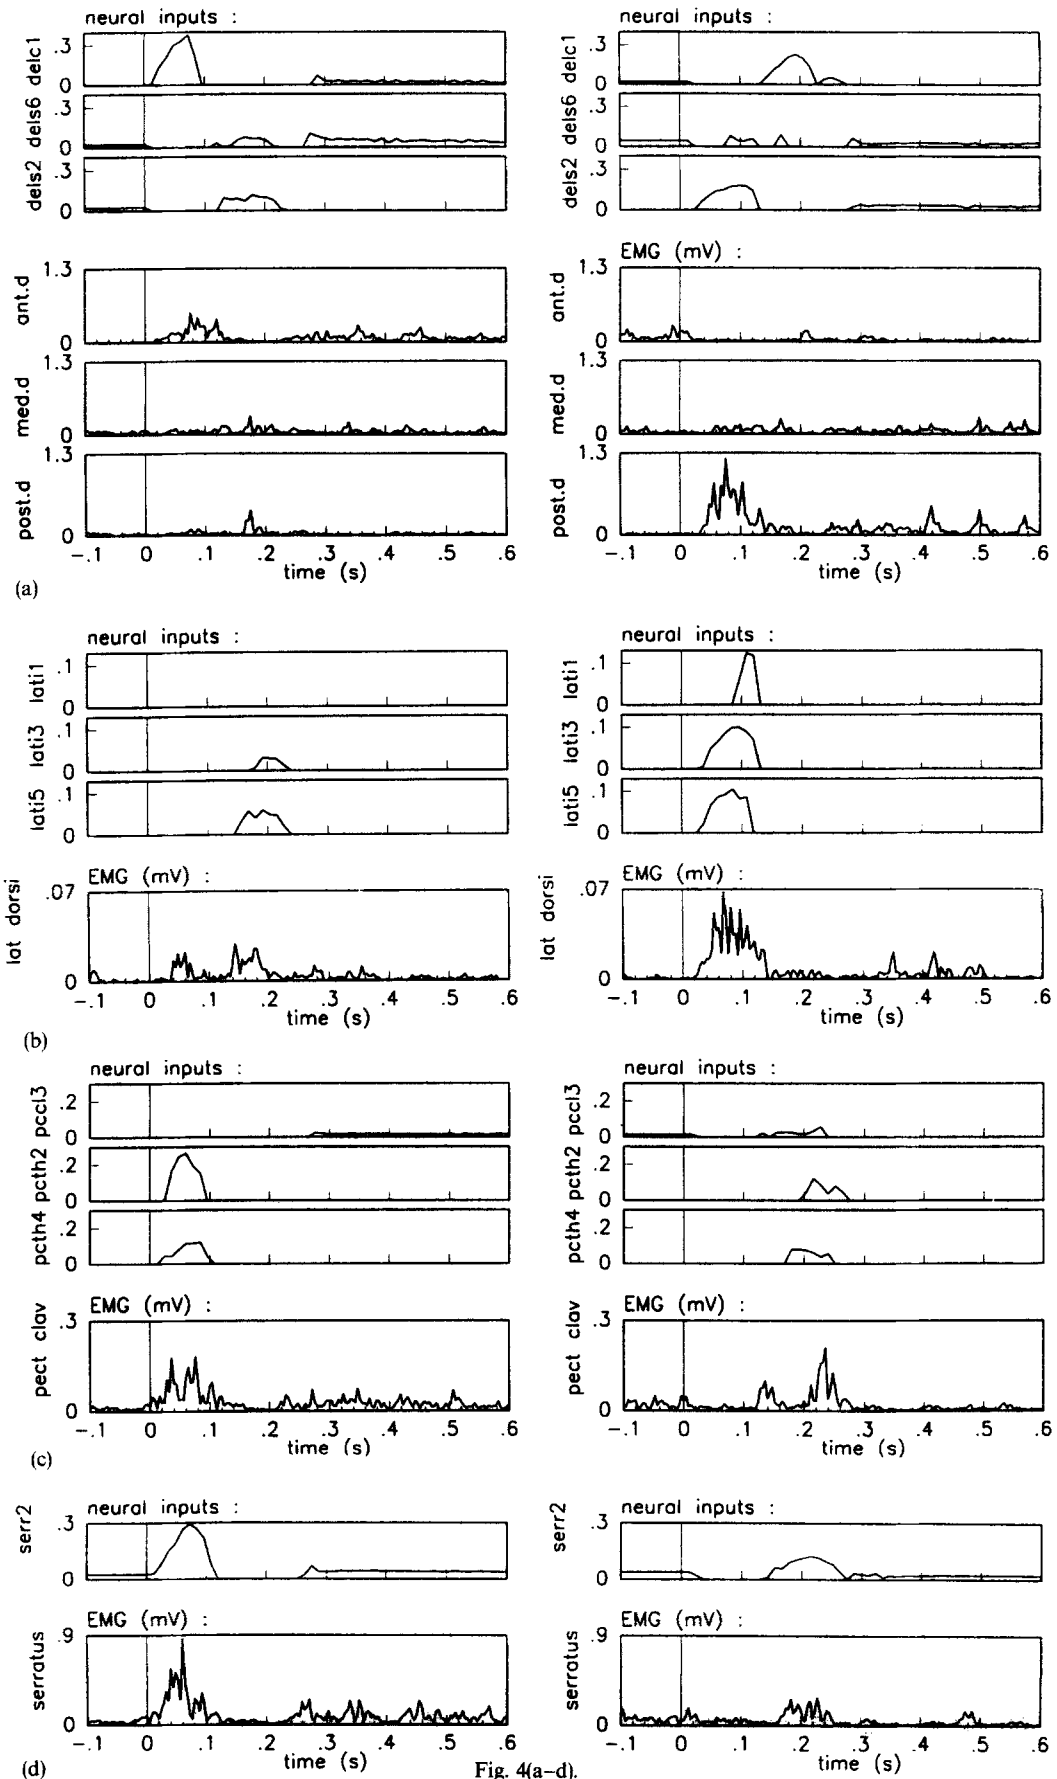 neural inputs :
neural inputs :
.3
0
delc1
.3
0
delc1
.3
0
dels6
.3
0
dels6
.3
0
dels2
.3
0
dels2
EMG (mV) :
1.3
0
ant.d
1.3
0
ant.d
1.3
0
med.d
1.3
0
med.d
1.3
0
post.d
1.3
0
post.d
-.1 0 .1 .2 .3 .4 .5 .6
-.1 0 .1 .2 .3 .4 .5 .6
time (s)
time (s)
(a)
neural inputs :
neural inputs :
.1
0
lati1
.1
0
lati1
.1
0
lati3
.1
0
lati3
.1
0
lati5
.1
0
lati5
EMG (mV) :
EMG (mV) :
.07
0
lat dorsi
.07
0
lat dorsi
-.1 0 .1 .2 .3 .4 .5 .6
-.1 0 .1 .2 .3 .4 .5 .6
time (s)
time (s)
(b)
neural inputs :
neural inputs :
.2
0
pccl3
.2
0
pccl3
.2
0
pcth2
.2
0
pcth2
.2
0
pcth4
.2
0
pcth4
EMG (mV) :
EMG (mV) :
.3
0
pect clav
.3
0
pect clav
-.1 0 .1 .2 .3 .4 .5 .6
-.1 0 .1 .2 .3 .4 .5 .6
time (s)
time (s)
(c)
neural inputs :
neural inputs :
.3
0
serr2
.3
0
serr2
EMG (mV) :
EMG (mV) :
.9
0
serratus
.9
0
serratus
-.1 0 .1 .2 .3 .4 .5 .6
-.1 0 .1 .2 .3 .4 .5 .6
time (s)
time (s)
(d)
Fig. 4(a–d).